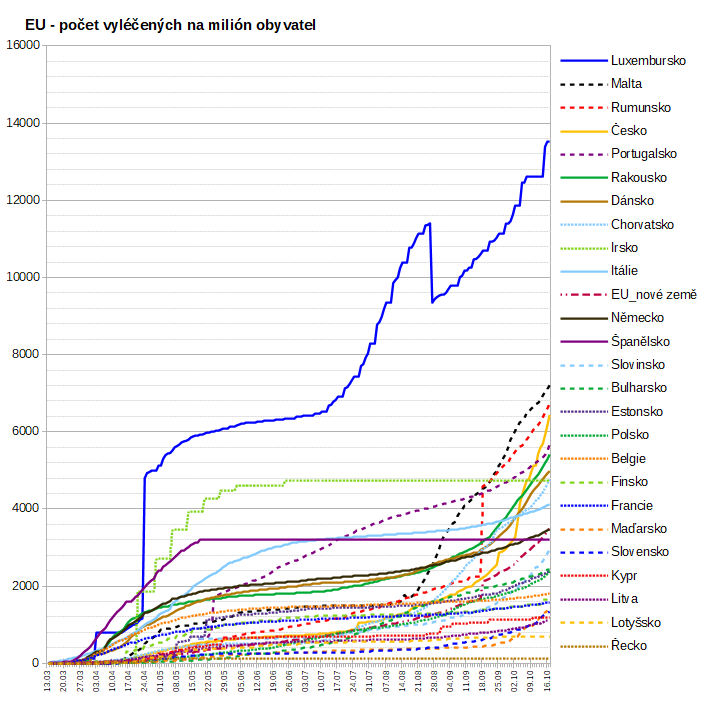 EU - počet vyléčených na milión obyvatel
16000
14000
12000
10000
8000
6000
4000
2000
0
13.03
20.03
27.03
03.04
10.04
17.04
24.04
01.05
08.05
15.05
22.05
29.05
05.06
12.06
19.06
26.06
03.07
10.07
17.07
24.07
31.07
07.08
14.08
21.08
28.08
04.09
11.09
18.09
25.09
02.10
09.10
16.10
Luxembursko
Malta
Rumunsko
Česko
Portugalsko
Rakousko
Dánsko
Chorvatsko
Irsko
Itálie
EU_nové země
Německo
Španělsko
Slovinsko
Bulharsko
Estonsko
Polsko
Belgie
Finsko
Francie
Maďarsko
Slovensko
Kypr
Litva
Lotyšsko
Řecko